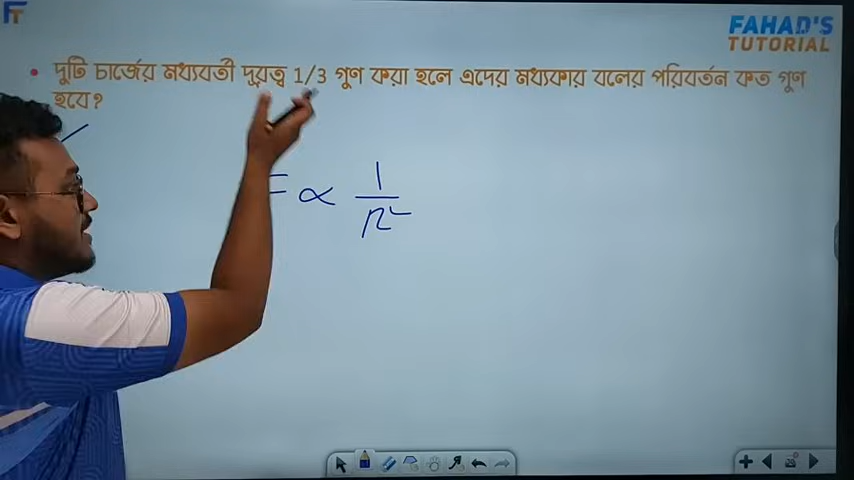 FT
FAHAD'S
TUTORIAL
• দুটি চার্জের মধ্যবর্তী দূরত্ব 1/3 গুণ করা হলে এদের মধ্যকার বলের পরিবর্তন কত গুণ
হবে?
F ∝ 1/r²